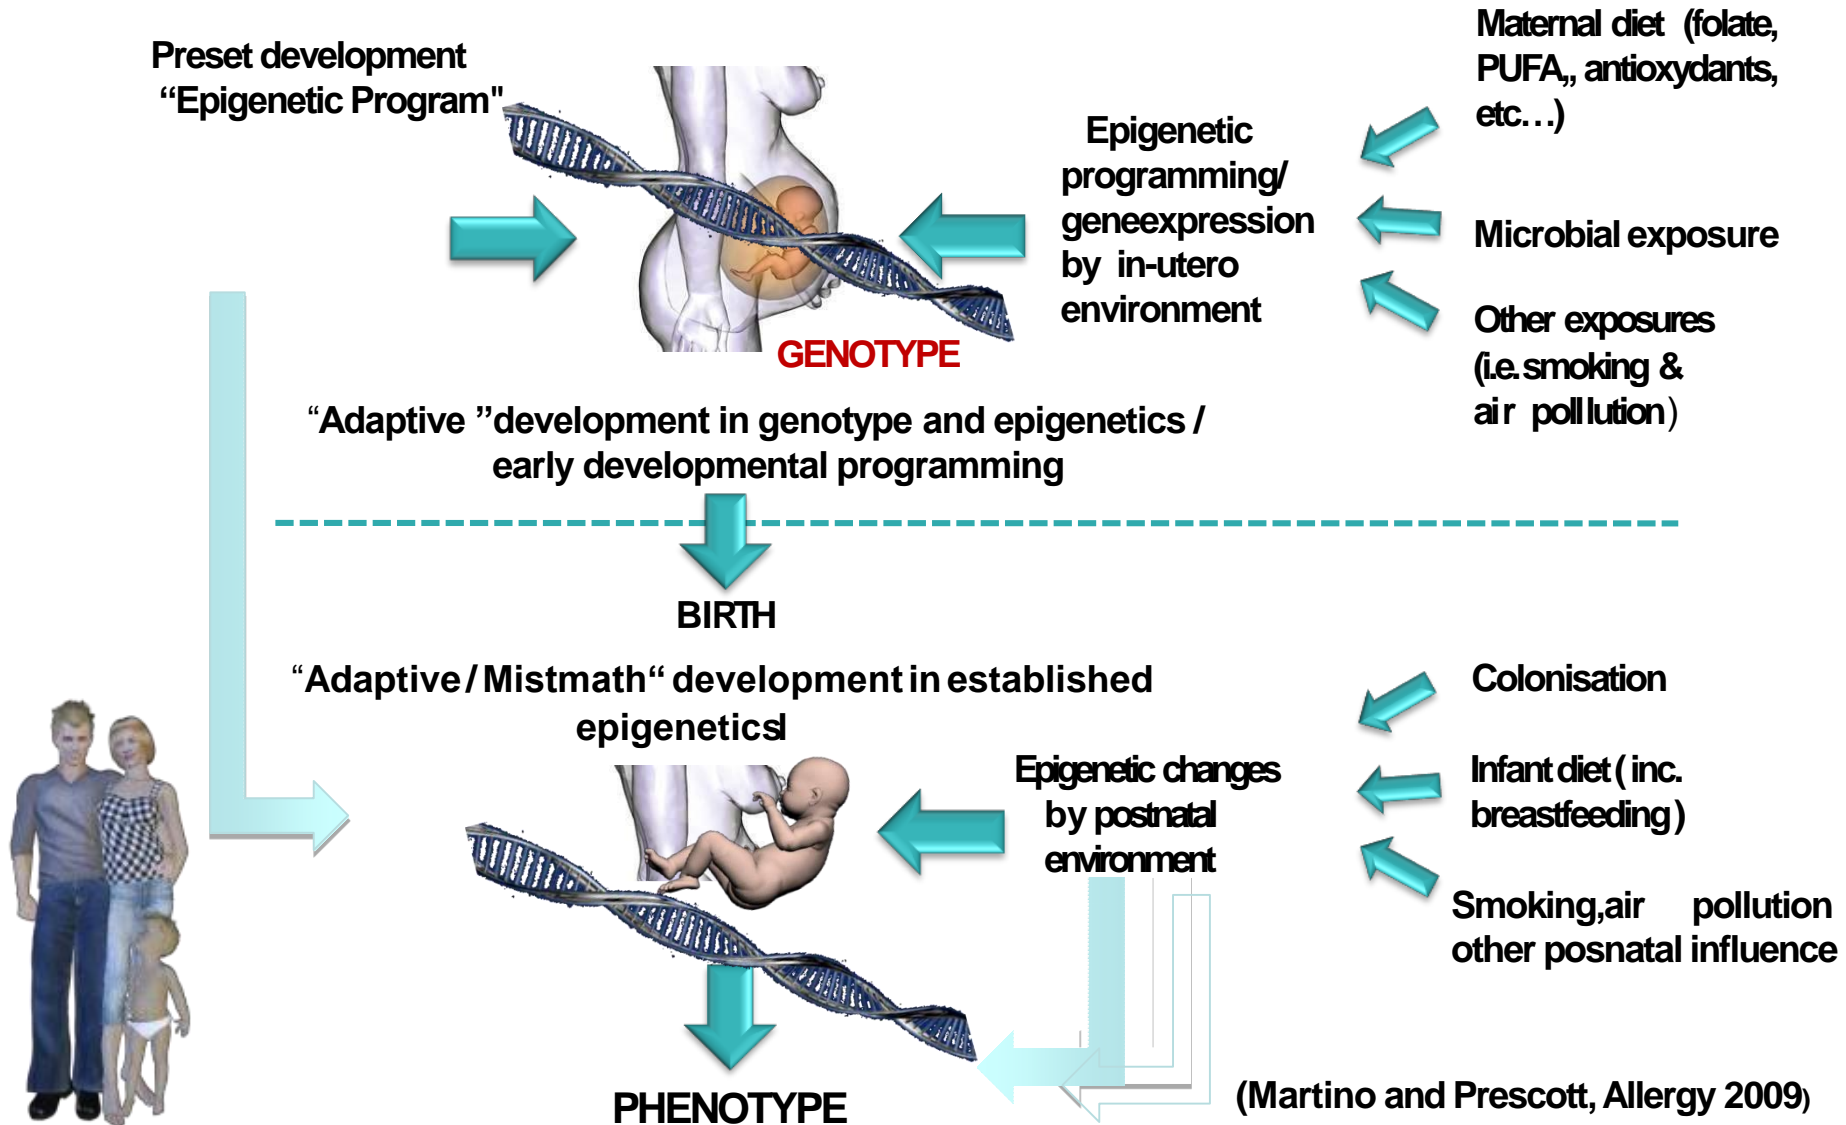 Preset development
“Epigenetic Program"
Maternal diet (folate,
PUFA,, antioxydants,
etc…)
Epigenetic
programming/
geneexpression
by in-utero
environment
Microbial exposure
Other exposures
(i.e. smoking &
air polllution)
GENOTYPE
“Adaptive ”development in genotype and epigenetics /
early developmental programming
BIRTH
“Adaptive / Mistmath“ development in established
epigeneticsl
Colonisation
Epigenetic changes
by postnatal
environment
Infant diet ( inc.
breastfeeding)
Smoking,air pollution
other posnatal influence
PHENOTYPE
(Martino and Prescott, Allergy 2009)